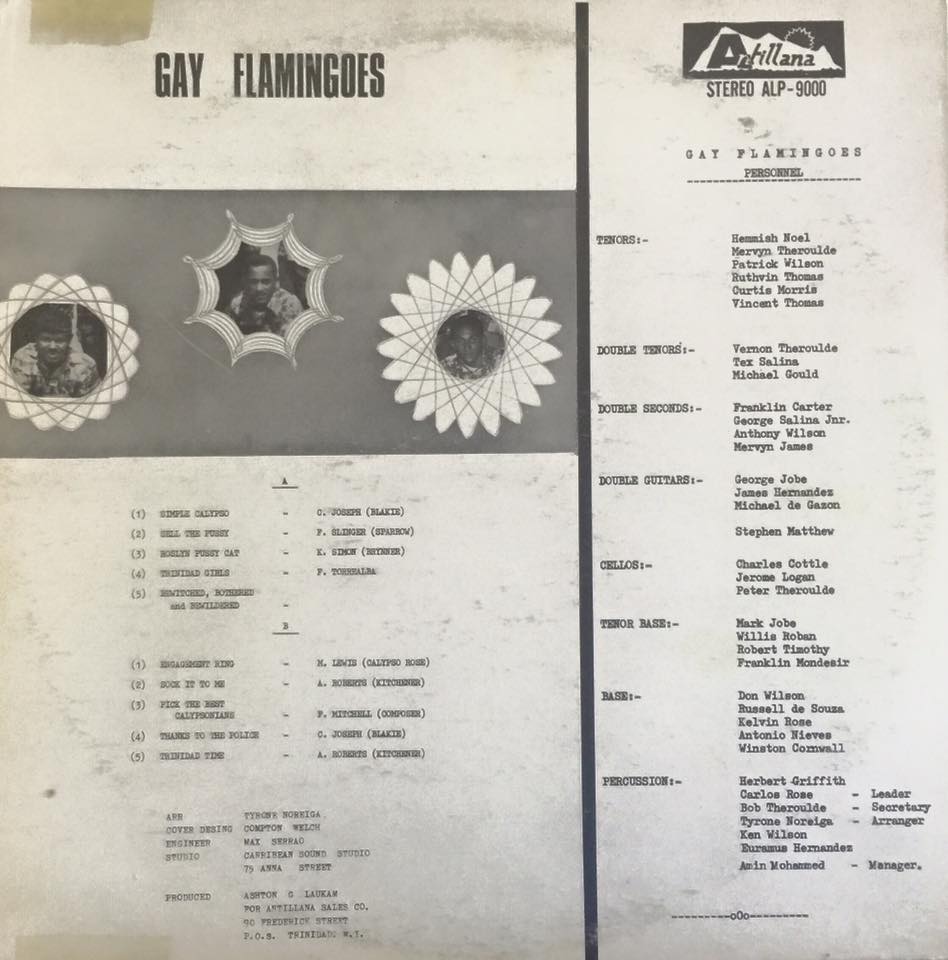 GAY FLAMINGOES
A
(1) SIMPLE CALYPSO - C. JOSEPH (BLAKIE)
(2) SELL THE PUSSY - F. SLINGER (SPARROW)
(3) ROSLYN PUSSY CAT - K. SIMON (BRYNNER)
(4) TRINIDAD GIRLS - F. TORREALBA
(5) BEWITCHED, BOTHERED
and BEWILDERED -
B
(1) ENGAGEMENT RING - M. LEWIS (CALYPSO ROSE)
(2) SOCK IT TO ME - A. ROBERTS (KITCHENER)
(3) PICK THE BEST
CALYPSONIANS - F. MITCHELL (COMPOSER)
(4) THANKS TO THE POLICE - C. JOSEPH (BLAKIE)
(5) TRINIDAD TIME - A. ROBERTS (KITCHENER)
ARR TYRONE NOREIGA
COVER DESING COMPTON WELCH
ENGINEER MAX SERRAO
STUDIO CARRIBEAN SOUND STUDIO
75 ANNA STREET
PRODUCED ASHTON G LAUKAM
FOR ANTILLANA SALES CO.
90 FREDERICK STREET
P.O.S. TRINIDAD: W.Y.
Antillana
STEREO ALP-9000
GAY FLAMINGOES
PERSONNEL
TENORS:- Hemmish Noel
Mervyn Theroulde
Patrick Wilson
Ruthvin Thomas
Curtis Morris
Vincent Thomas
DOUBLE TENORS:- Vernon Theroulde
Tex Salina
Michael Gould
DOUBLE SECONDS:- Franklin Carter
George Salina Jnr.
Anthony Wilson
Mervyn James
DOUBLE GUITARS:- George Jobe
James Hernandez
Michael de Gazon
Stephen Matthew
CELLOS:- Charles Cottle
Jerome Logan
Peter Theroulde
TENOR BASE:- Mark Jobe
Willis Roban
Robert Timothy
Franklin Mondesir
BASE:- Don Wilson
Russell de Souza
Kelvin Rose
Antonio Nieves
Winston Cornwall
PERCUSSION:- Herbert Griffith
Carlos Rose - Leader
Bob Theroulde - Secretary
Tyrone Noreiga - Arranger
Ken Wilson
Euramus Hernandez
Amin Mohammed - Manager.
---------oOo---------